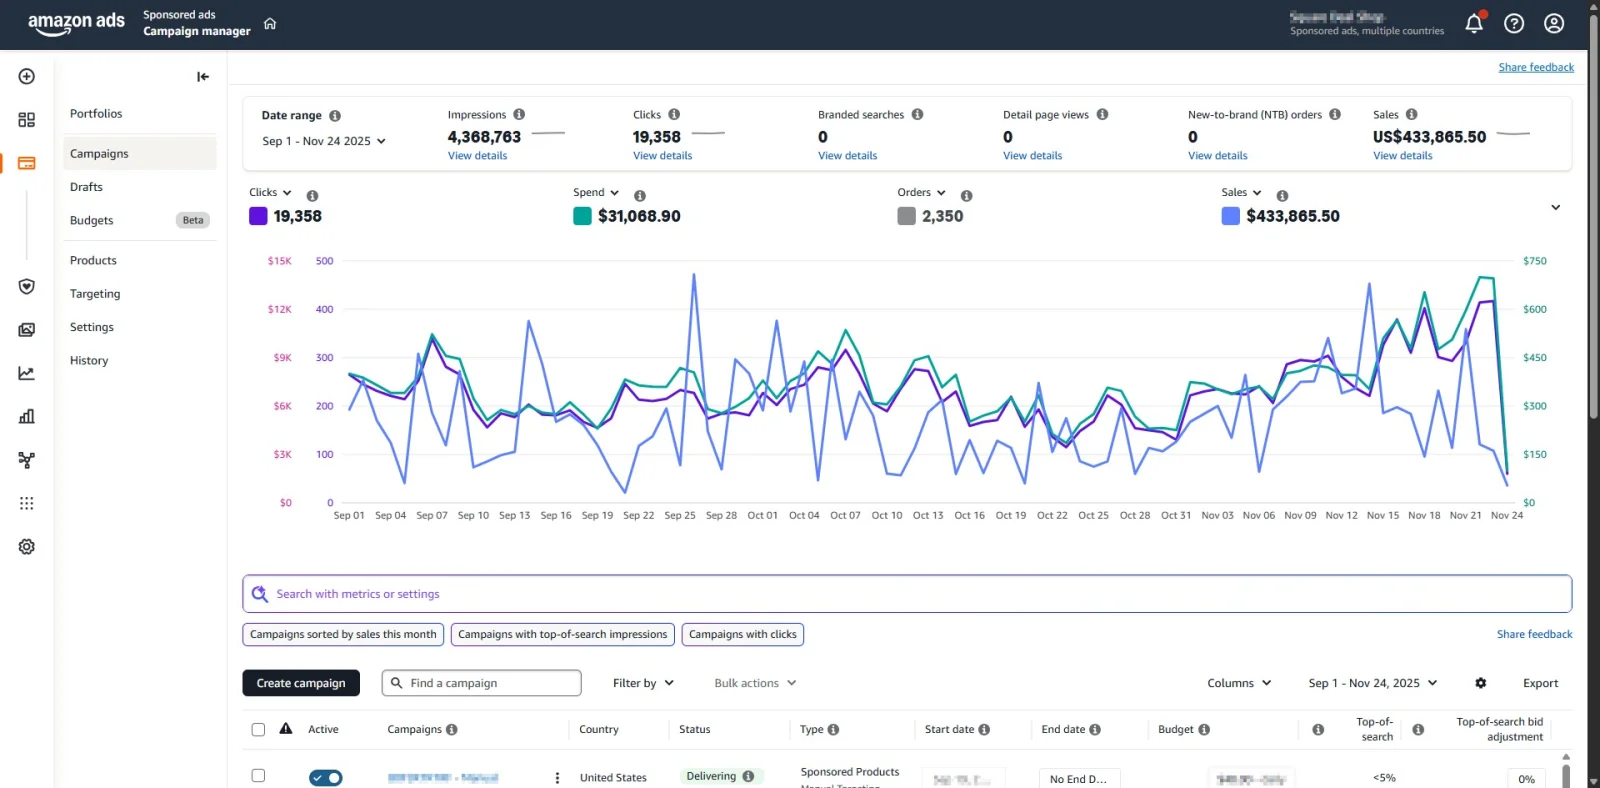 amazon ads
Sponsored ads
Campaign manager
Sponsored ads, multiple countries
Share feedback
Portfolios
Campaigns
Drafts
Budgets Beta
Products
Targeting
Settings
History
Date range
Sep 1 - Nov 24 2025
Impressions
4,368,763
View details
Clicks
19,358
View details
Branded searches
0
View details
Detail page views
0
View details
New-to-brand (NTB) orders
0
View details
Sales
US$433,865.50
View details
Clicks
19,358
Spend
$31,068.90
Orders
2,350
Sales
$433,865.50
$15K 500 $750
$12K 400 $600
$9K 300 $450
$6K 200 $300
$3K 100 $150
$0 0 $0
Sep 01 Sep 04 Sep 07 Sep 10 Sep 13 Sep 16 Sep 19 Sep 22 Sep 25 Sep 28 Oct 01 Oct 04 Oct 07 Oct 10 Oct 13 Oct 16 Oct 19 Oct 22 Oct 25 Oct 28 Oct 31 Nov 03 Nov 06 Nov 09 Nov 12 Nov 15 Nov 18 Nov 21 Nov 24
Search with metrics or settings
Campaigns sorted by sales this month Campaigns with top-of-search impressions Campaigns with clicks Share feedback
Create campaign Find a campaign Filter by Bulk actions Columns Sep 1 - Nov 24, 2025 Export
Active Campaigns Country Status Type Start date End date Budget Top-of-search Top-of-search bid adjustment
United States Delivering Sponsored Products No End D... <5% 0%
Manual Targeting